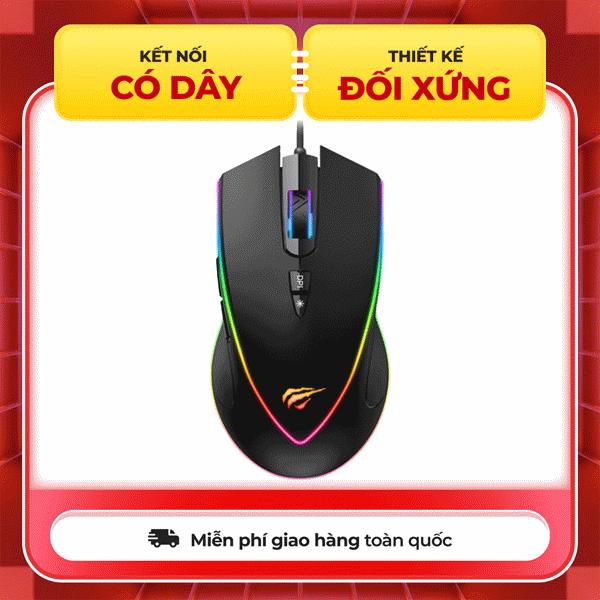 KẾT NỐI
CÓ DÂY
THIẾT KẾ
ĐỐI XỨNG
DPI
Miễn phí giao hàng toàn quốc